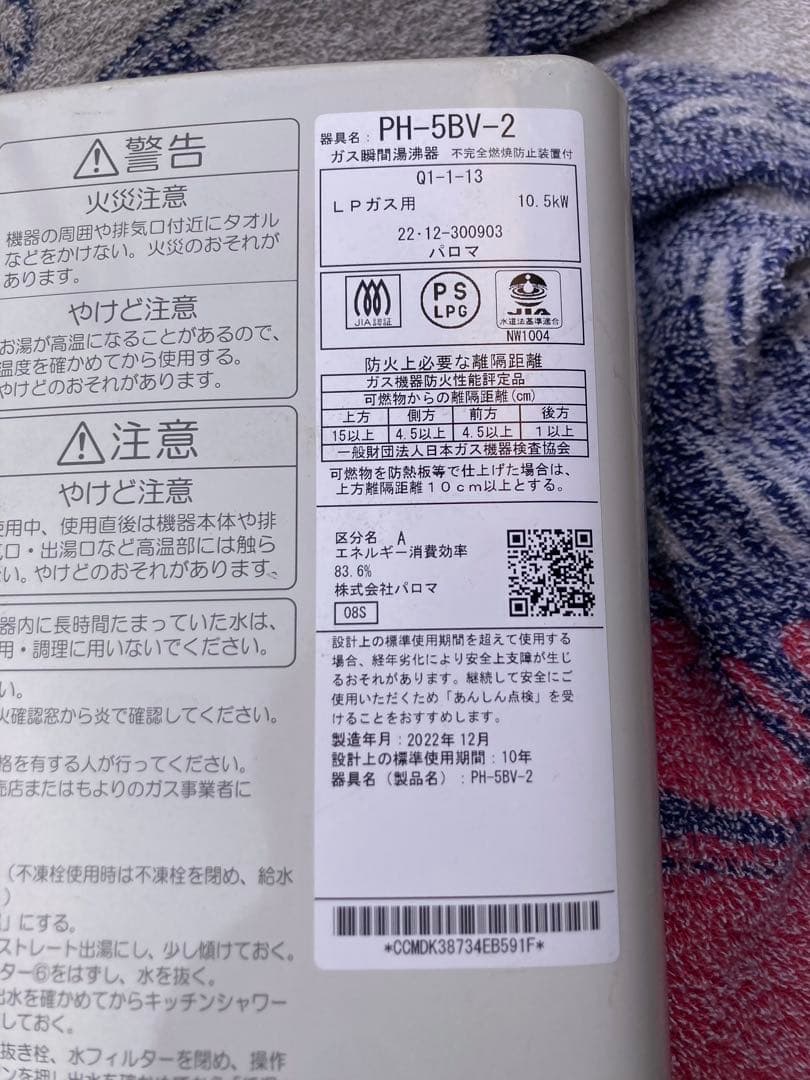 警告
火災注意
機器の周囲や排気口付近にタオル
などをかけない。火災のおそれが
あります。
やけど注意
お湯が高温になることがあるので、
温度を確かめてから使用する。
やけどのおそれがあります。
注意
やけど注意
使用中、使用直後は機器本体や排
気口・出湯口など高温部には触ら
ない。やけどのおそれがあります。
器内に長時間たまっていた水は、
用・調理に用いないでください。
い。
火確認窓から炎で確認してください。
格を有する人が行ってください。
売店またはもよりのガス事業者に
(不凍栓使用時は不凍栓を閉め、給水
)
」にする。
ストレート出湯にし、少し傾けておく。
ター⑥をはずし、水を抜く。
出水を確かめてからキッチンシャワー
しておく。
抜き栓、水フィルターを閉め、操作
器具名: PH-5BV-2
ガス瞬間湯沸器 不完全燃焼防止装置付
Q1-1-13
LPガス用 10.5kW
22・12-300903
パロマ
JIA認証
PS
LPG
JIA
水道法基準適合
NW1004
防火上必要な離隔距離
ガス機器防火性能評定品
可燃物からの離隔距離(cm)
上方 側方 前方 後方
15以上 4.5以上 4.5以上 1以上
一般財団法人日本ガス機器検査協会
可燃物を防熱板等で仕上げた場合は、
上方離隔距離10cm以上とする。
区分名 A
エネルギー消費効率
83.6%
株式会社パロマ
08S
設計上の標準使用期間を超えて使用する
場合、経年劣化により安全上支障が生じ
るおそれがあります。継続して安全にご
使用いただくため「あんしん点検」を受
けることをおすすめします。
製造年月:2022年12月
設計上の標準使用期間:10年
器具名(製品名):PH-5BV-2
*CCMDK38734EB591F*